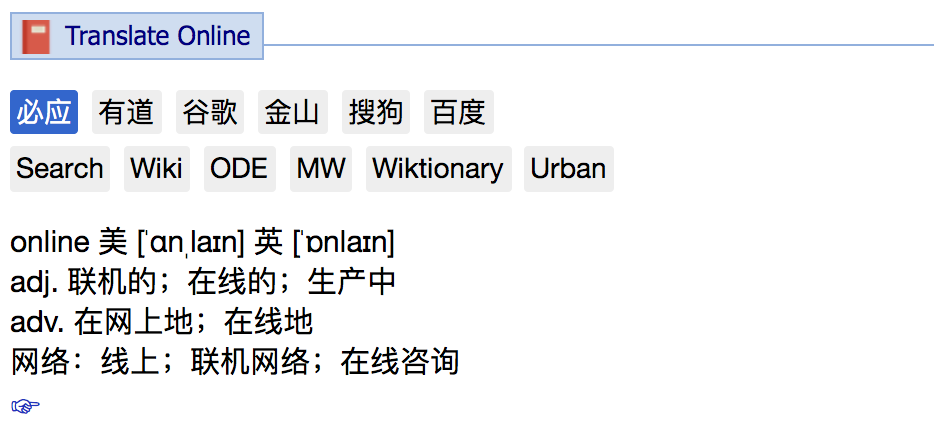 Translate Online
必应 有道 谷歌 金山 搜狗 百度
Search Wiki ODE MW Wiktionary Urban
online 美 [ˈɑnˌlaɪn] 英 [ˈɒnlaɪn]
adj. 联机的；在线的；生产中
adv. 在网上地；在线地
网络：线上；联机网络；在线咨询
☞